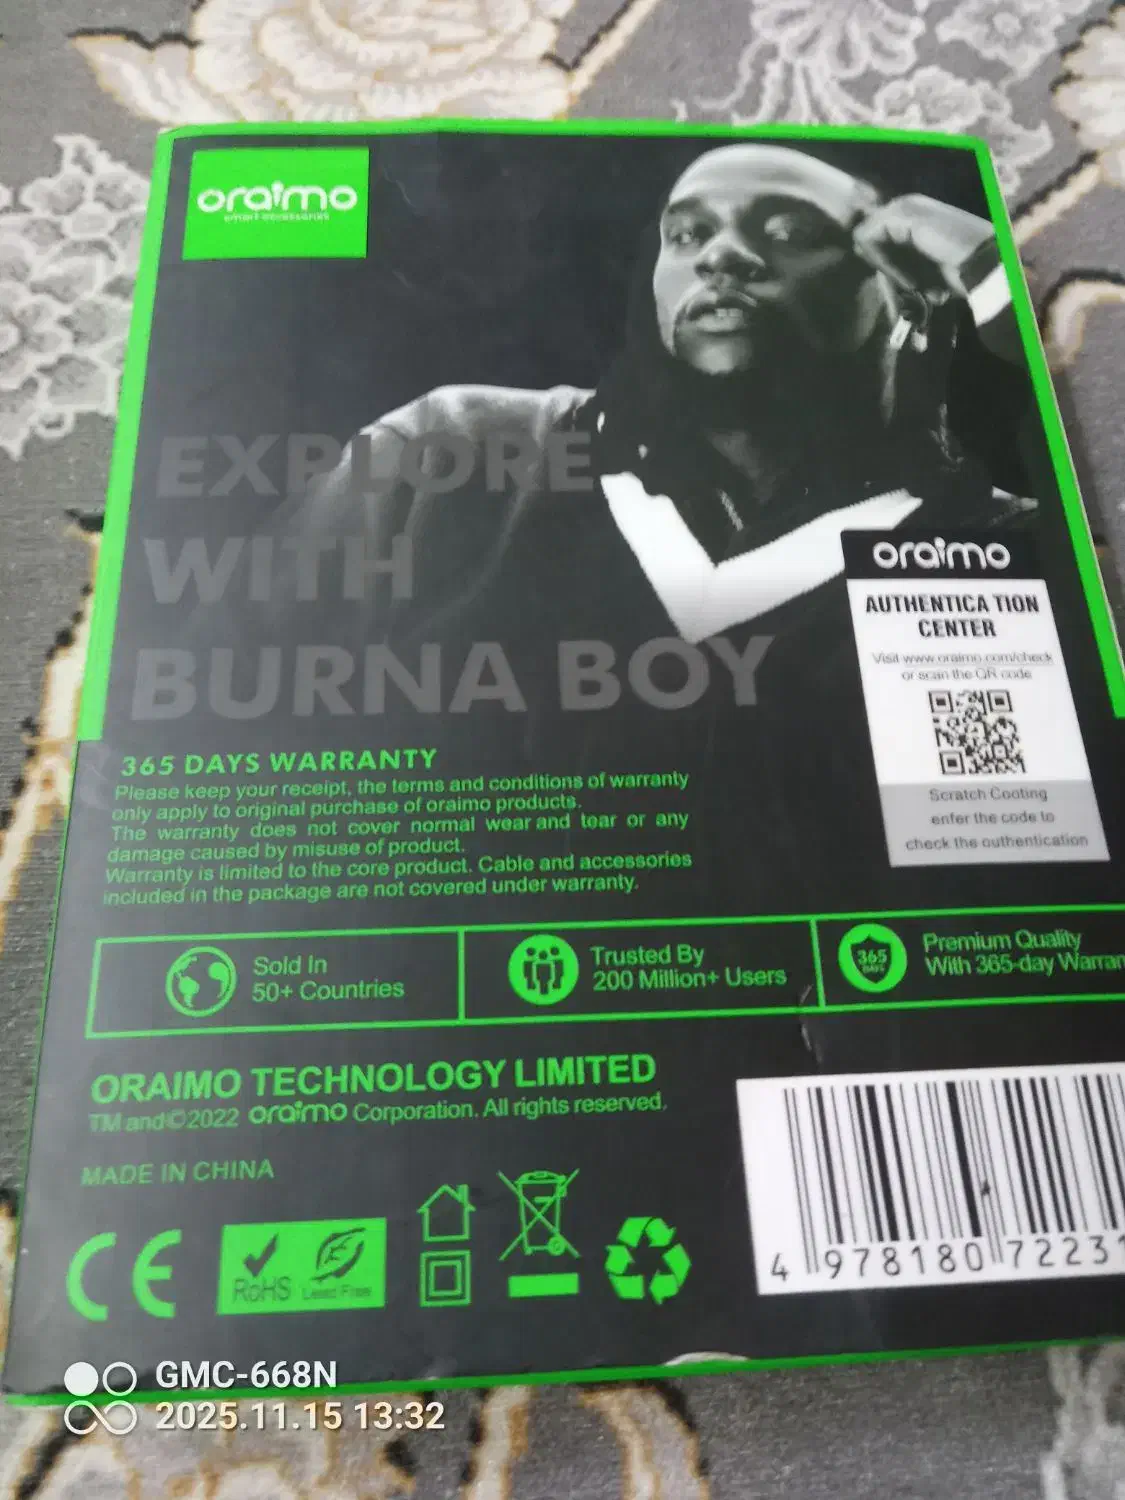 oraimo
smart accessories
EXPLORE
WITH
BURNA BOY
oraimo
AUTHENTICA TION
CENTER
Visit www.oraimo.com/check
or scan the QR code
Scratch Cooting
enter the code to
check the outhentication
365 DAYS WARRANTY
Please keep your receipt, the terms and conditions of warranty
only apply to original purchase of oraimo products.
The warranty does not cover normal wear and tear or any
damage caused by misuse of product.
Warranty is limited to the core product. Cable and accessories
included in the package are not covered under warranty.
Sold In
50+ Countries
Trusted By
200 Million+ Users
365
DAYS
Premium Quality
With 365-day Warran
ORAIMO TECHNOLOGY LIMITED
TM and©2022 oraimo Corporation. All rights reserved.
MADE IN CHINA
CE
RoHS Lead Free
4 978180 72231
GMC-668N
2025.11.15 13:32